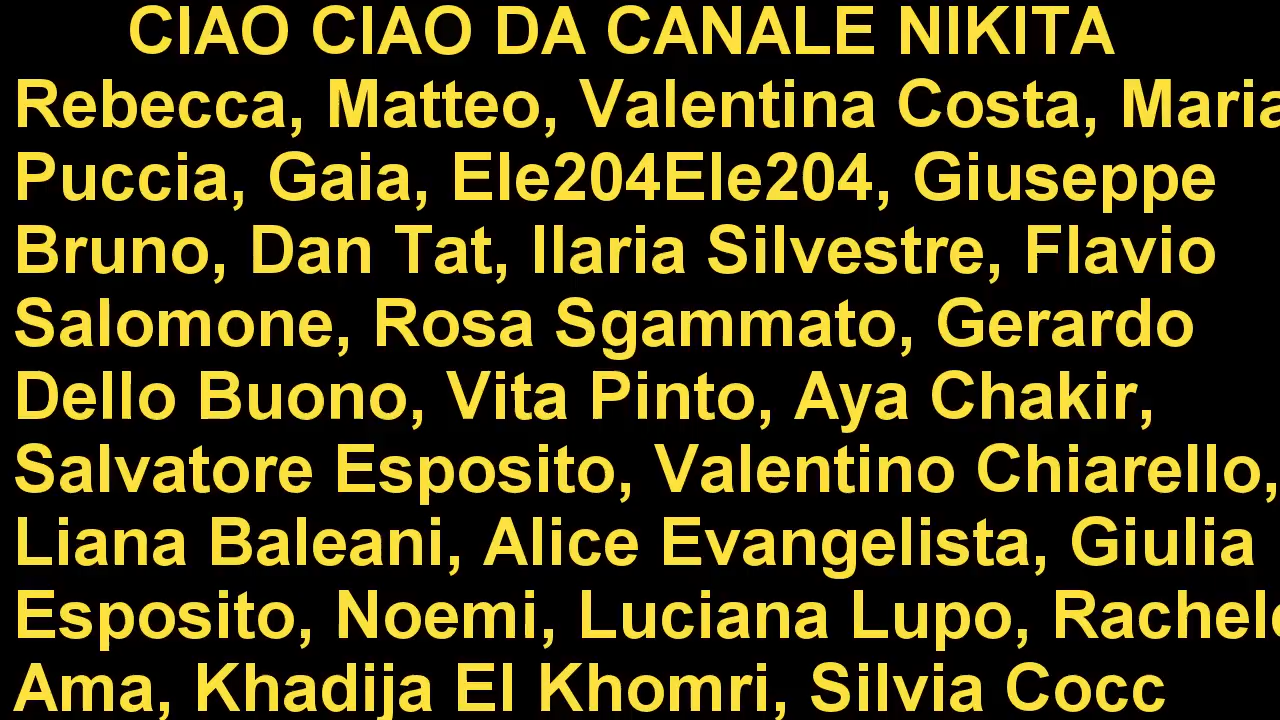 CIAO CIAO DA CANALE NIKITA
Rebecca, Matteo, Valentina Costa, Maria
Puccia, Gaia, Ele204Ele204, Giuseppe
Bruno, Dan Tat, Ilaria Silvestre, Flavio
Salomone, Rosa Sgammato, Gerardo
Dello Buono, Vita Pinto, Aya Chakir,
Salvatore Esposito, Valentino Chiarello,
Liana Baleani, Alice Evangelista, Giulia
Esposito, Noemi, Luciana Lupo, Rachele
Ama, Khadija El Khomri, Silvia Cocc